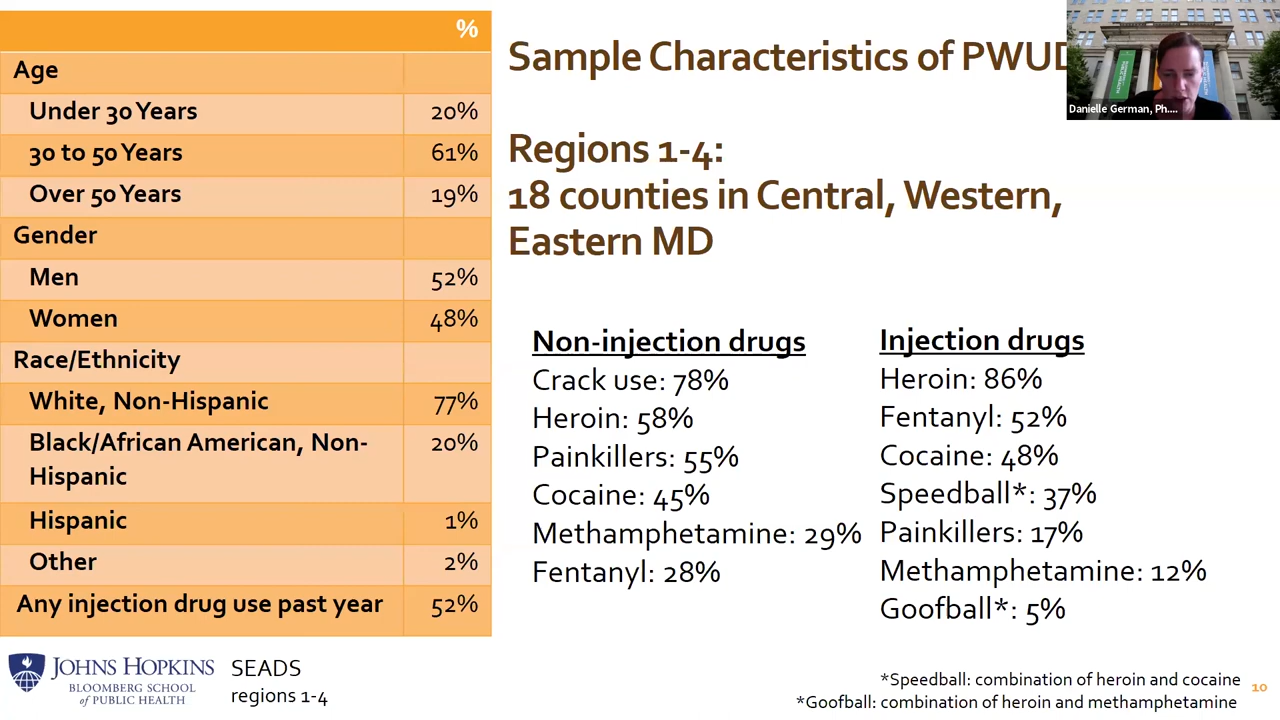 %
Age
Under 30 Years 20%
30 to 50 Years 61%
Over 50 Years 19%
Gender
Men 52%
Women 48%
Race/Ethnicity
White, Non-Hispanic 77%
Black/African American, Non- 20%
Hispanic
Hispanic 1%
Other 2%
Any injection drug use past year 52%
Sample Characteristics of PWUD
Regions 1-4:
18 counties in Central, Western,
Eastern MD
Non-injection drugs
Crack use: 78%
Heroin: 58%
Painkillers: 55%
Cocaine: 45%
Methamphetamine: 29%
Fentanyl: 28%
Injection drugs
Heroin: 86%
Fentanyl: 52%
Cocaine: 48%
Speedball*: 37%
Painkillers: 17%
Methamphetamine: 12%
Goofball*: 5%
Danielle German, Ph....
JOHNS HOPKINS
BLOOMBERG SCHOOL
of PUBLIC HEALTH
SEADS
regions 1-4
*Speedball: combination of heroin and cocaine
*Goofball: combination of heroin and methamphetamine
10